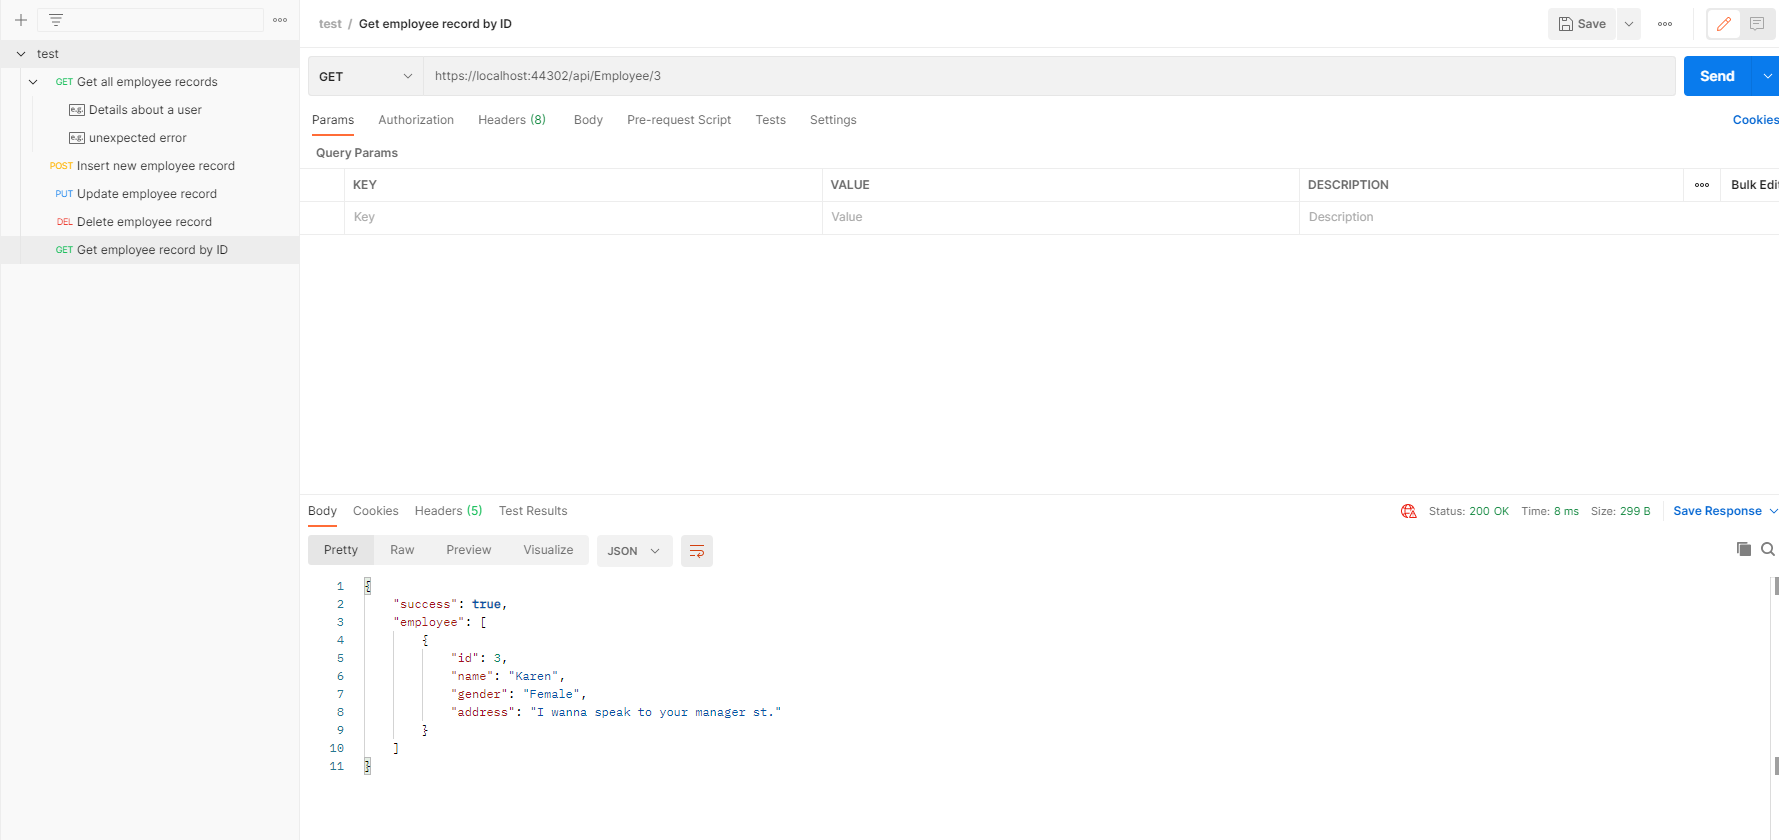 test
GET Get all employee records
e.g. Details about a user
e.g. unexpected error
POST Insert new employee record
PUT Update employee record
DEL Delete employee record
GET Get employee record by ID
test / Get employee record by ID
Save
GET https://localhost:44302/api/Employee/3
Send
Params Authorization Headers (8) Body Pre-request Script Tests Settings Cookies
Query Params
KEY VALUE DESCRIPTION Bulk Edi
Key Value Description
Body Cookies Headers (5) Test Results Status: 200 OK Time: 8 ms Size: 299 B Save Response
Pretty Raw Preview Visualize JSON
1 {
2 "success": true,
3 "employee": [
4 {
5 "id": 3,
6 "name": "Karen",
7 "gender": "Female",
8 "address": "I wanna speak to your manager st."
9 }
10 ]
11 }